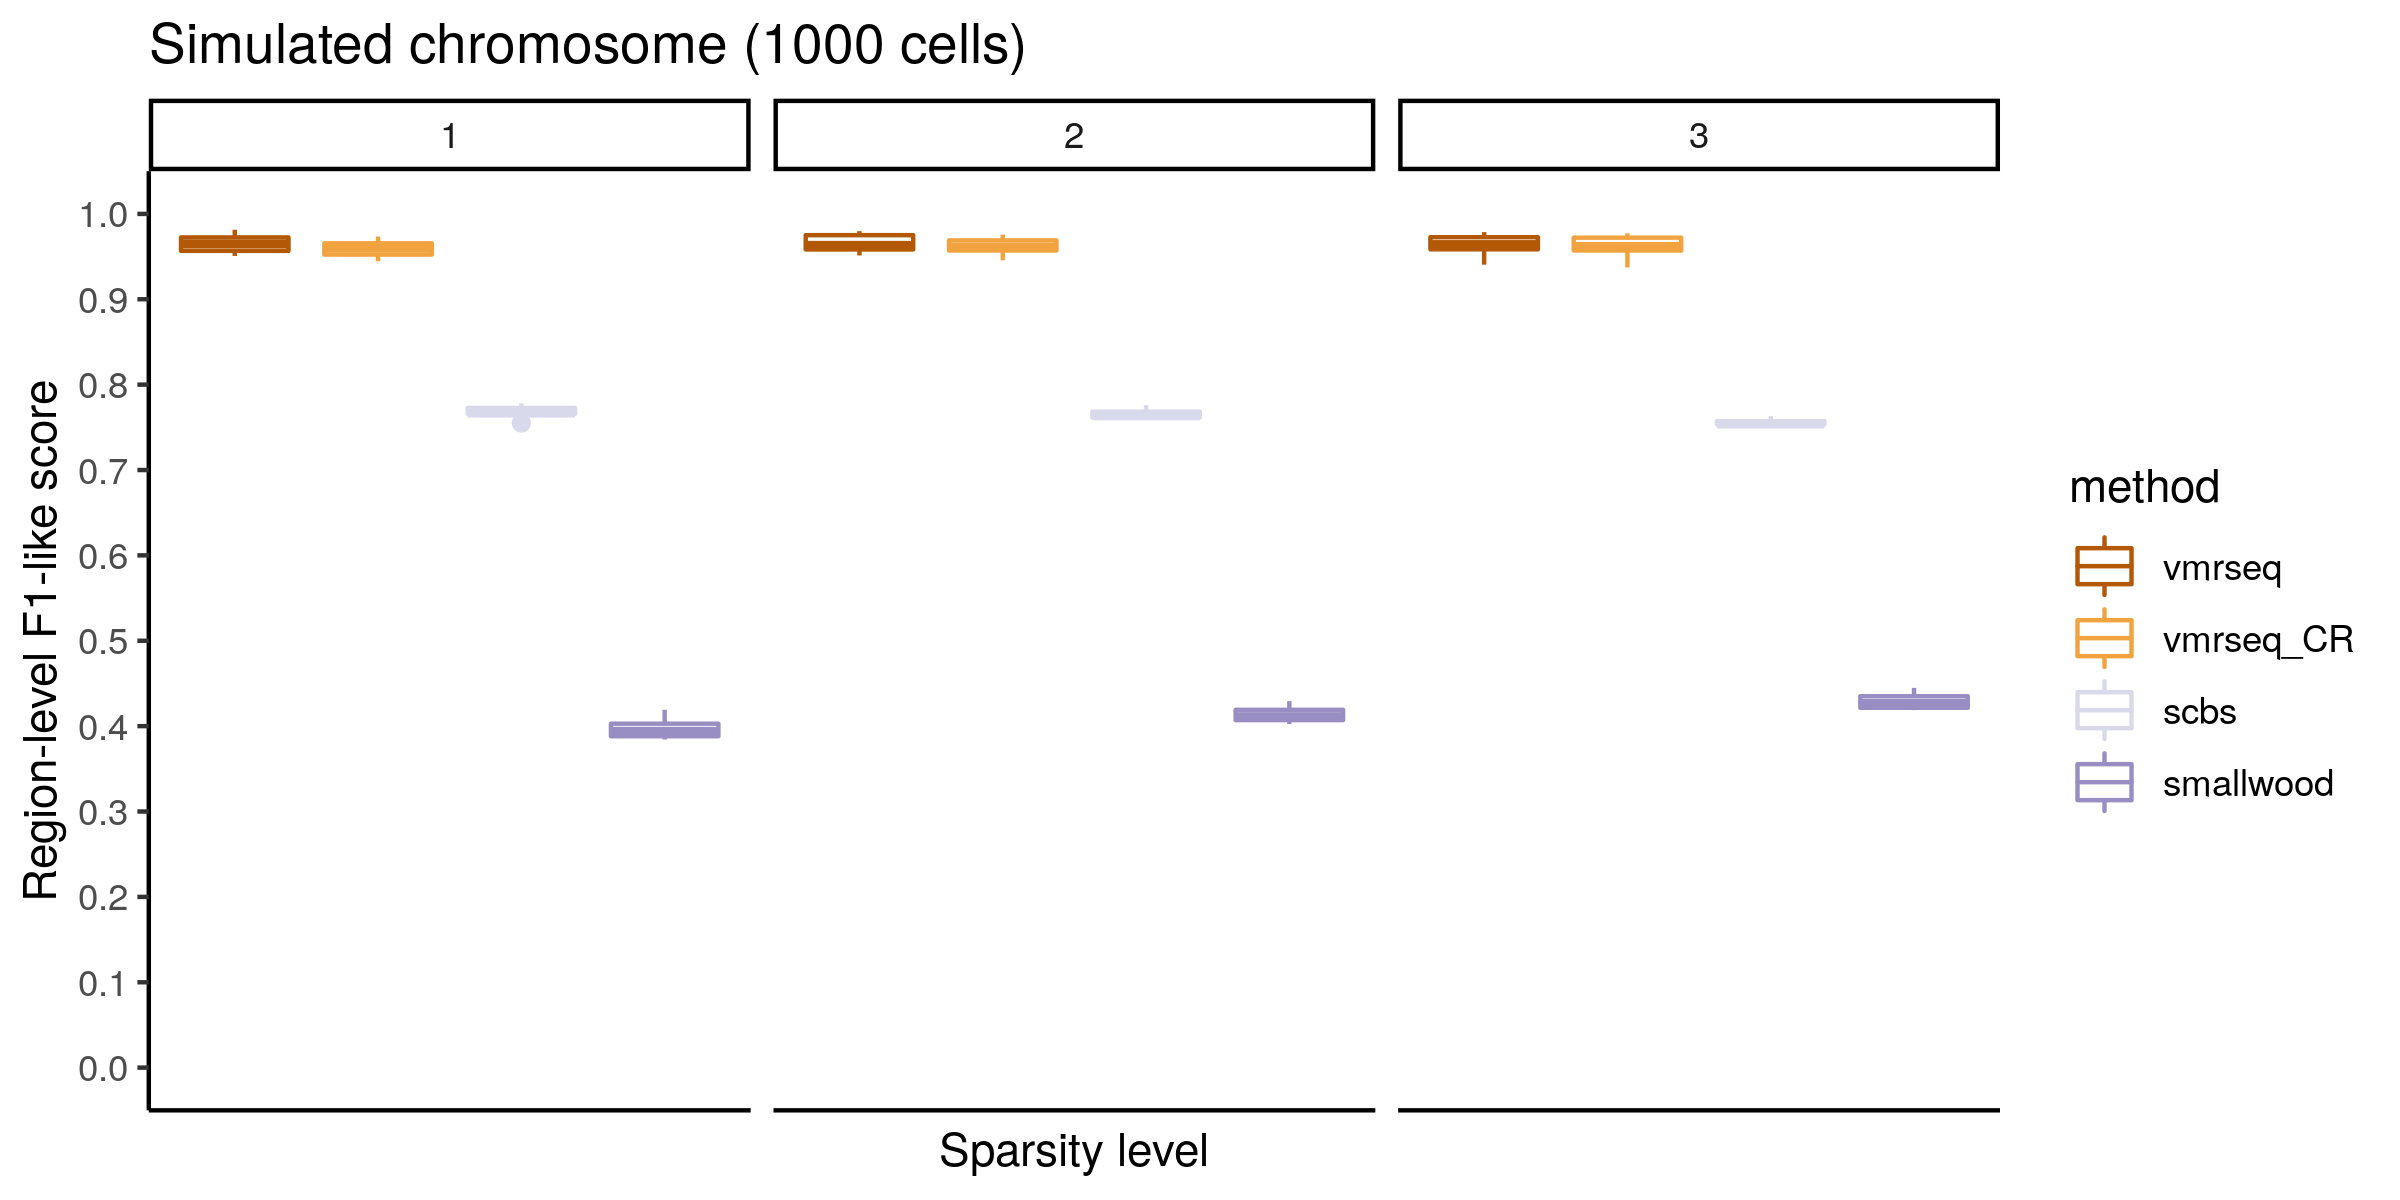 Simulated chromosome (1000 cells)
1
2
3
1.0
0.9
0.8
0.7
0.6
0.5
0.4
0.3
0.2
0.1
0.0
Region-level F1-like score
Sparsity level
method
vmrseq
vmrseq_CR
scbs
smallwood